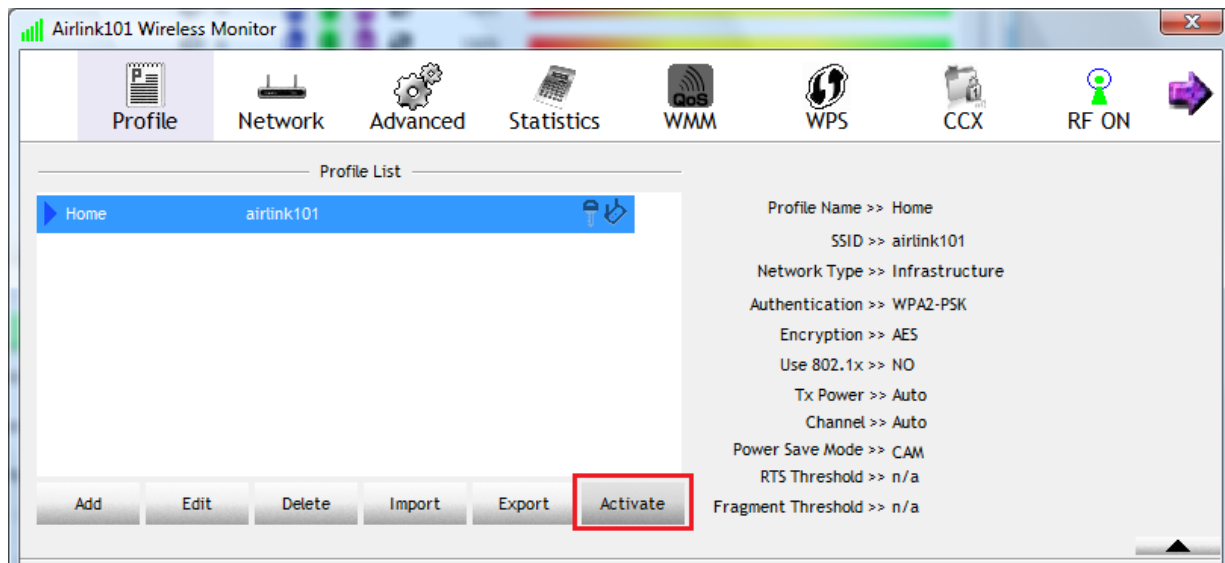 Airlink101 Wireless Monitor
X
Profile Network Advanced Statistics QoS WMM WPS CCX RF ON
Profile List
Home airlink101
Profile Name >> Home
SSID >> airlink101
Network Type >> Infrastructure
Authentication >> WPA2-PSK
Encryption >> AES
Use 802.1x >> NO
Tx Power >> Auto
Channel >> Auto
Power Save Mode >> CAM
RTS Threshold >> n/a
Fragment Threshold >> n/a
Add Edit Delete Import Export Activate